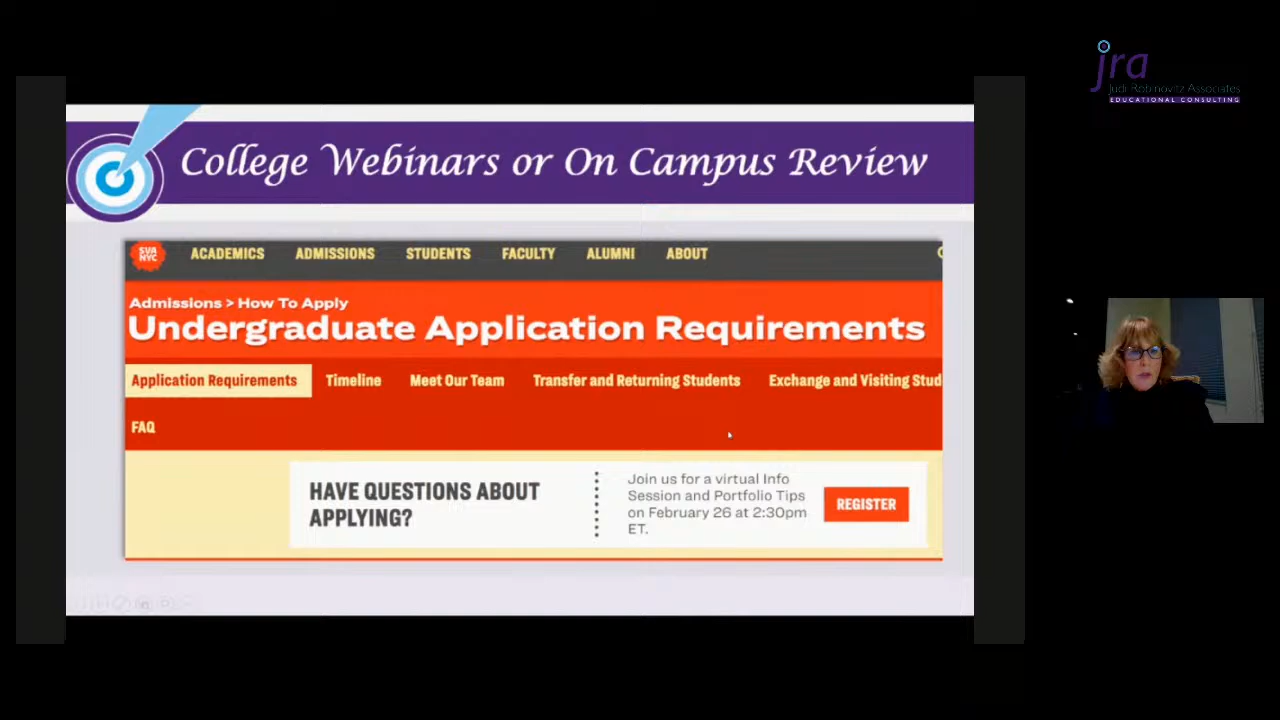 jra
Judi Robinovitz Associates
EDUCATIONAL CONSULTING
College Webinars or On Campus Review
SVA
NYC
ACADEMICS ADMISSIONS STUDENTS FACULTY ALUMNI ABOUT
Admissions > How To Apply
Undergraduate Application Requirements
Application Requirements Timeline Meet Our Team Transfer and Returning Students Exchange and Visiting Stud
FAQ
HAVE QUESTIONS ABOUT
APPLYING?
Join us for a virtual Info
Session and Portfolio Tips
on February 26 at 2:30pm
ET.
REGISTER